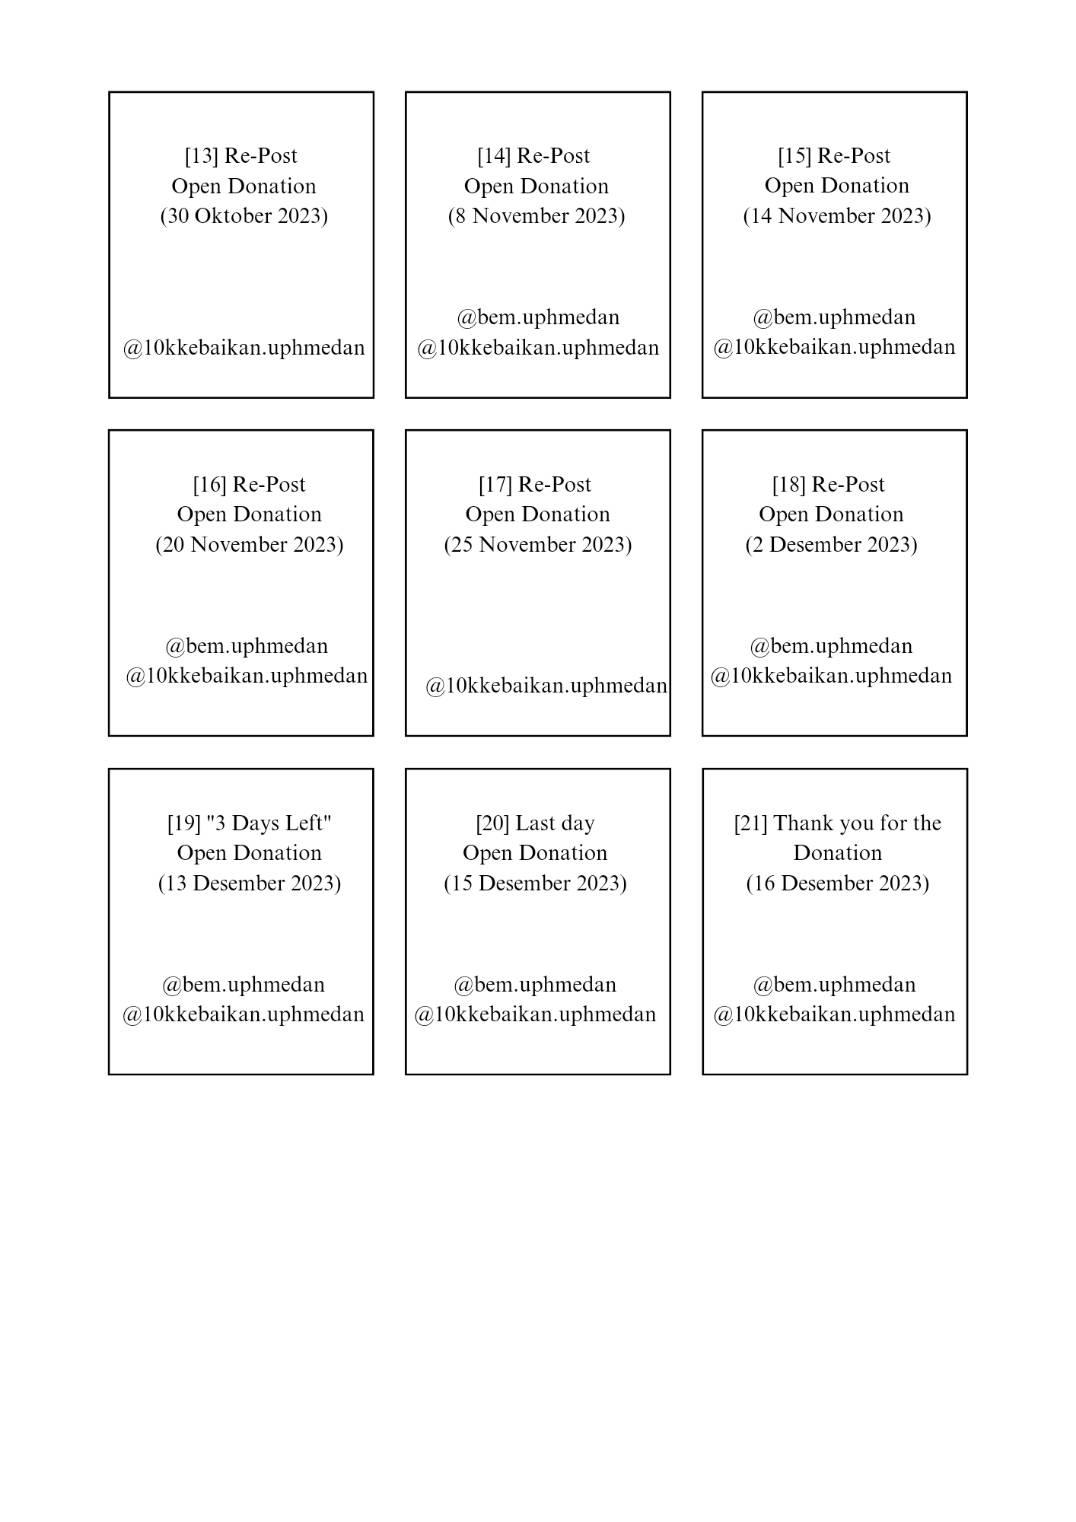 [13] Re-Post
Open Donation
(30 Oktober 2023)
@10kkebaikan.uphmedan
[14] Re-Post
Open Donation
(8 November 2023)
@bem.uphmedan
@10kkebaikan.uphmedan
[15] Re-Post
Open Donation
(14 November 2023)
@bem.uphmedan
@10kkebaikan.uphmedan
[16] Re-Post
Open Donation
(20 November 2023)
@bem.uphmedan
@10kkebaikan.uphmedan
[17] Re-Post
Open Donation
(25 November 2023)
@10kkebaikan.uphmedan
[18] Re-Post
Open Donation
(2 Desember 2023)
@bem.uphmedan
@10kkebaikan.uphmedan
[19] "3 Days Left"
Open Donation
(13 Desember 2023)
@bem.uphmedan
@10kkebaikan.uphmedan
[20] Last day
Open Donation
(15 Desember 2023)
@bem.uphmedan
@10kkebaikan.uphmedan
[21] Thank you for the
Donation
(16 Desember 2023)
@bem.uphmedan
@10kkebaikan.uphmedan